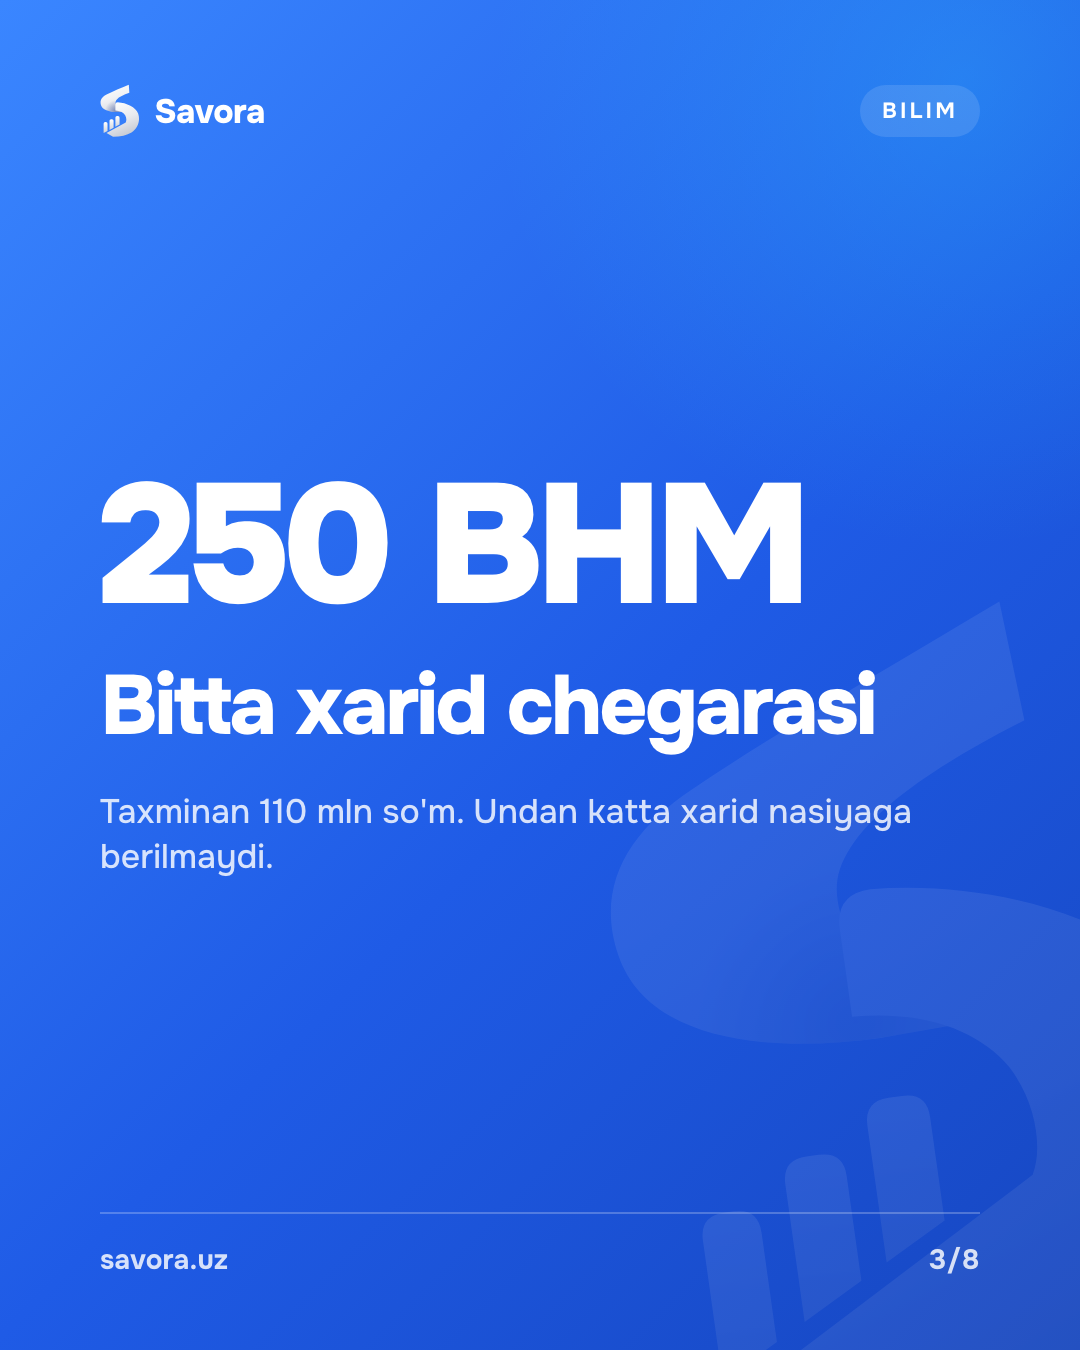 Savora
BILIM
250 BHM
Bitta xarid chegarasi
Taxminan 110 mln so'm. Undan katta xarid nasiyaga
berilmaydi.
savora.uz
3/8